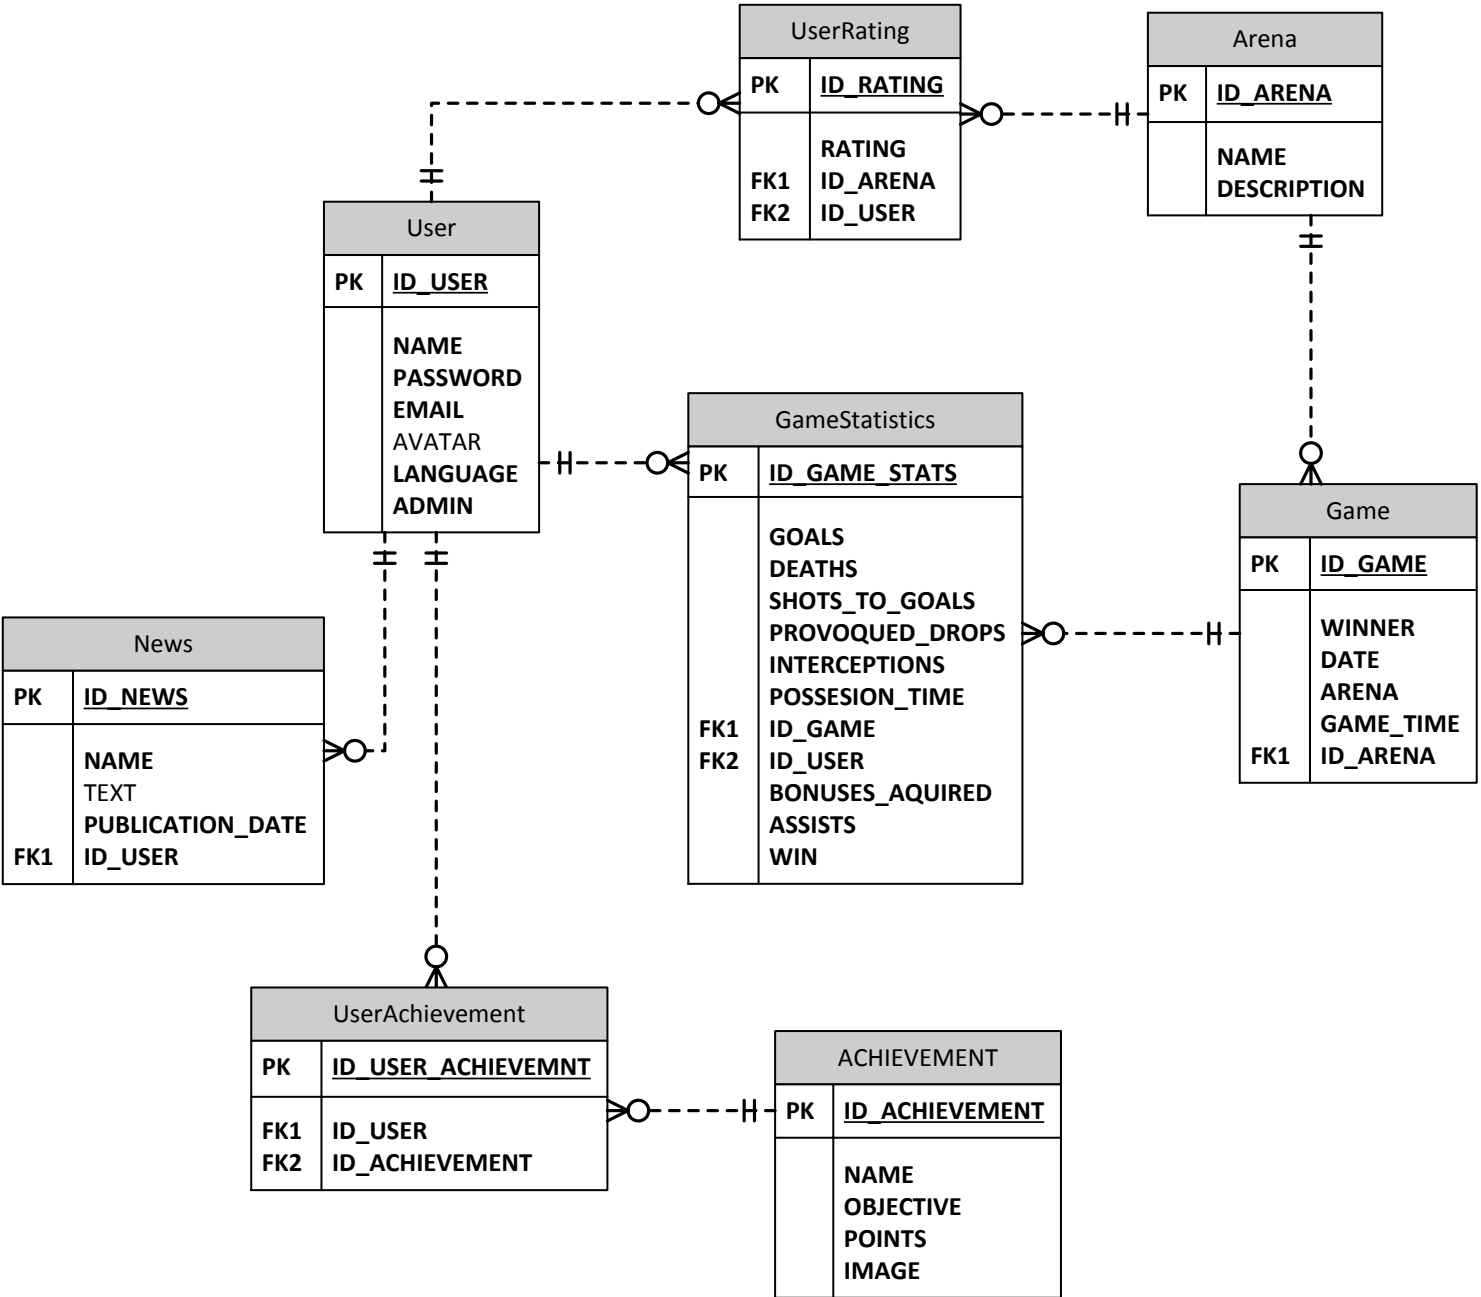 UserRating
PK ID_RATING
RATING
FK1 ID_ARENA
FK2 ID_USER
Arena
PK ID_ARENA
NAME
DESCRIPTION
User
PK ID_USER
NAME
PASSWORD
EMAIL
AVATAR
LANGUAGE
ADMIN
GameStatistics
PK ID_GAME_STATS
GOALS
DEATHS
SHOTS_TO_GOALS
PROVOQUED_DROPS
INTERCEPTIONS
POSSESION_TIME
FK1 ID_GAME
FK2 ID_USER
BONUSES_AQUIRED
ASSISTS
WIN
Game
PK ID_GAME
WINNER
DATE
ARENA
GAME_TIME
FK1 ID_ARENA
News
PK ID_NEWS
NAME
TEXT
PUBLICATION_DATE
FK1 ID_USER
UserAchievement
PK ID_USER_ACHIEVEMNT
FK1 ID_USER
FK2 ID_ACHIEVEMENT
ACHIEVEMENT
PK ID_ACHIEVEMENT
NAME
OBJECTIVE
POINTS
IMAGE